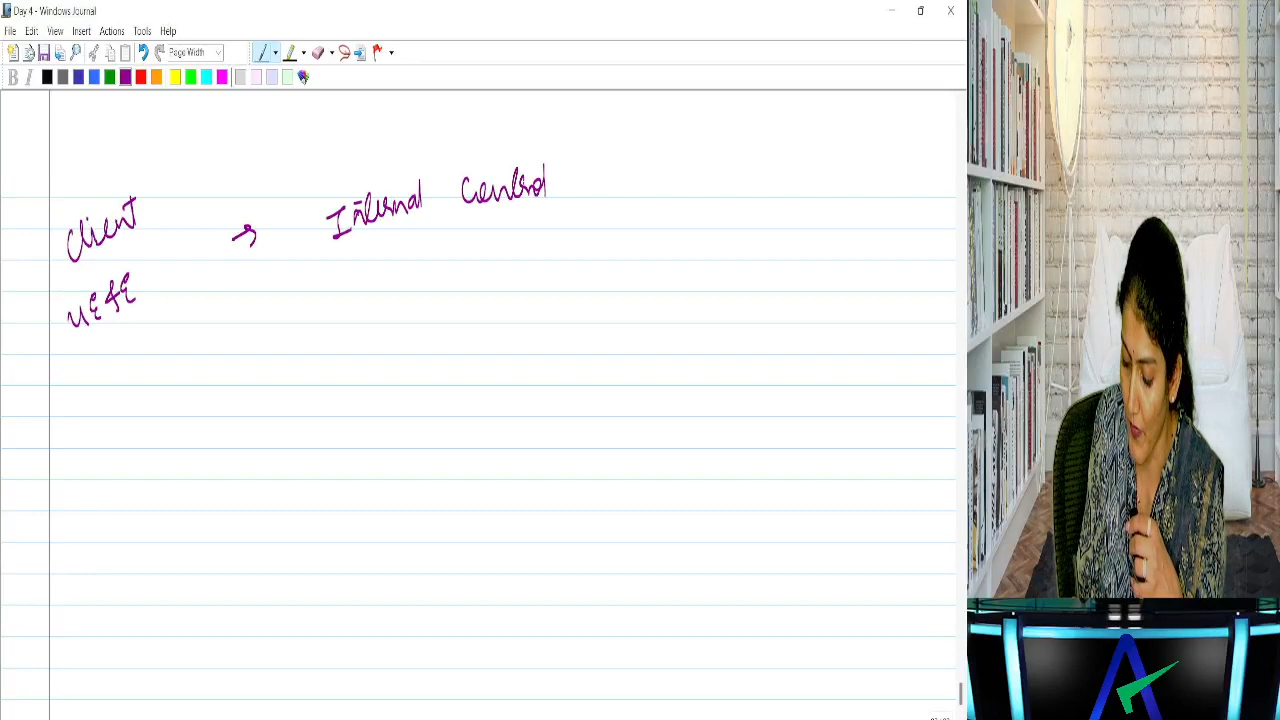 Day 4 - Windows Journal
File Edit View Insert Actions Tools Help
Page Width
B I
Client → Internal Control